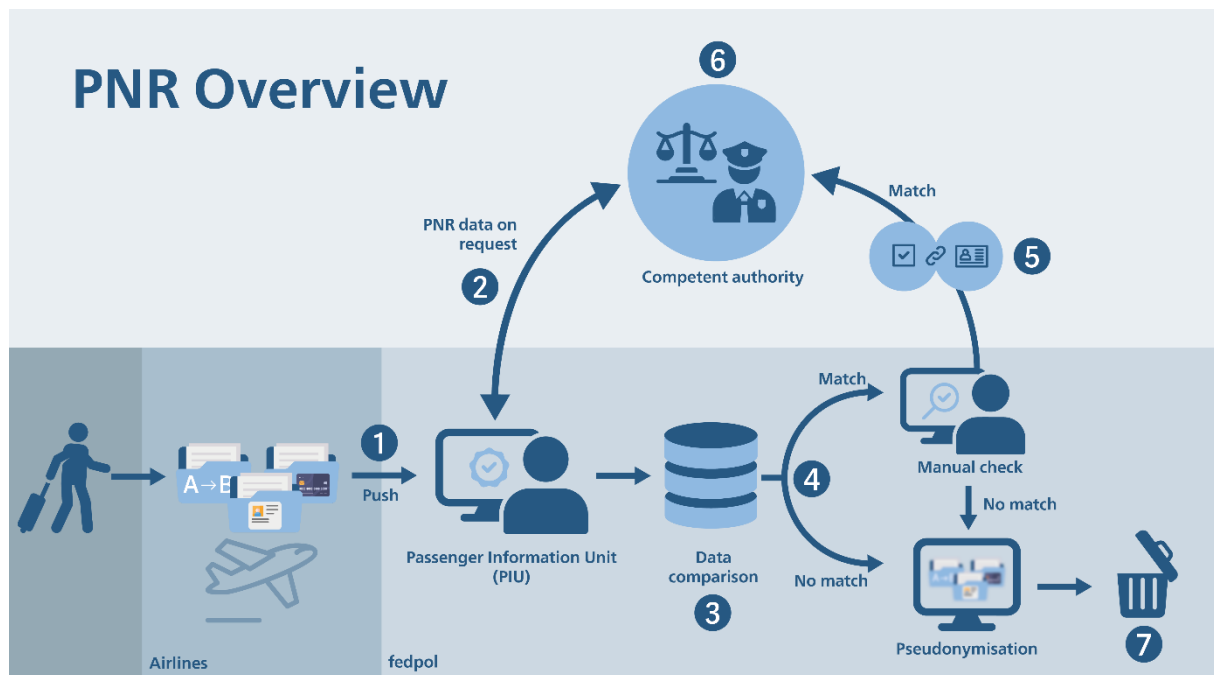 PNR Overview
6
PNR data on
request
2
Match
5
Competent authority
1
Push
A→B
Match
4
Manual check
No match
Passenger Information Unit
(PIU)
Data
comparison
3
No match
Pseudonymisation
7
Airlines
fedpol